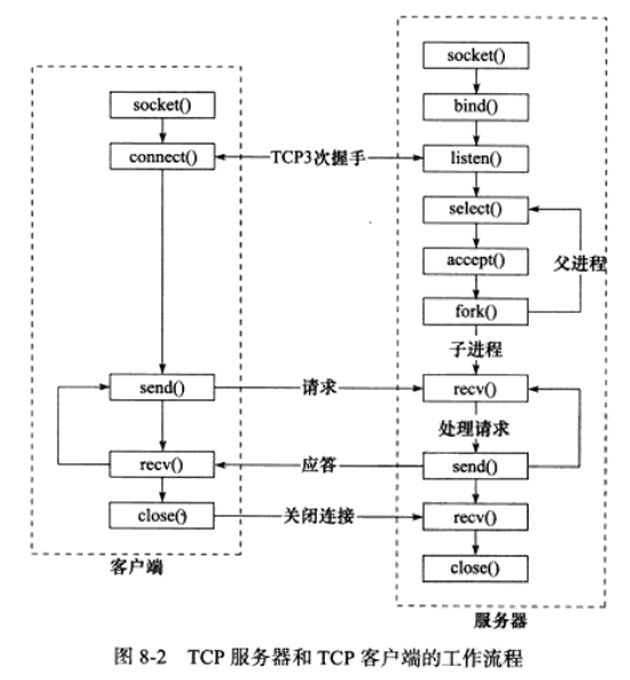 socket()
connect()
send()
recv()
close()
客户端
TCP3次握手
请求
应答
关闭连接
socket()
bind()
listen()
select()
accept()
父进程
fork()
子进程
recv()
处理请求
send()
recv()
close()
服务器
图 8-2 TCP 服务器和 TCP 客户端的工作流程